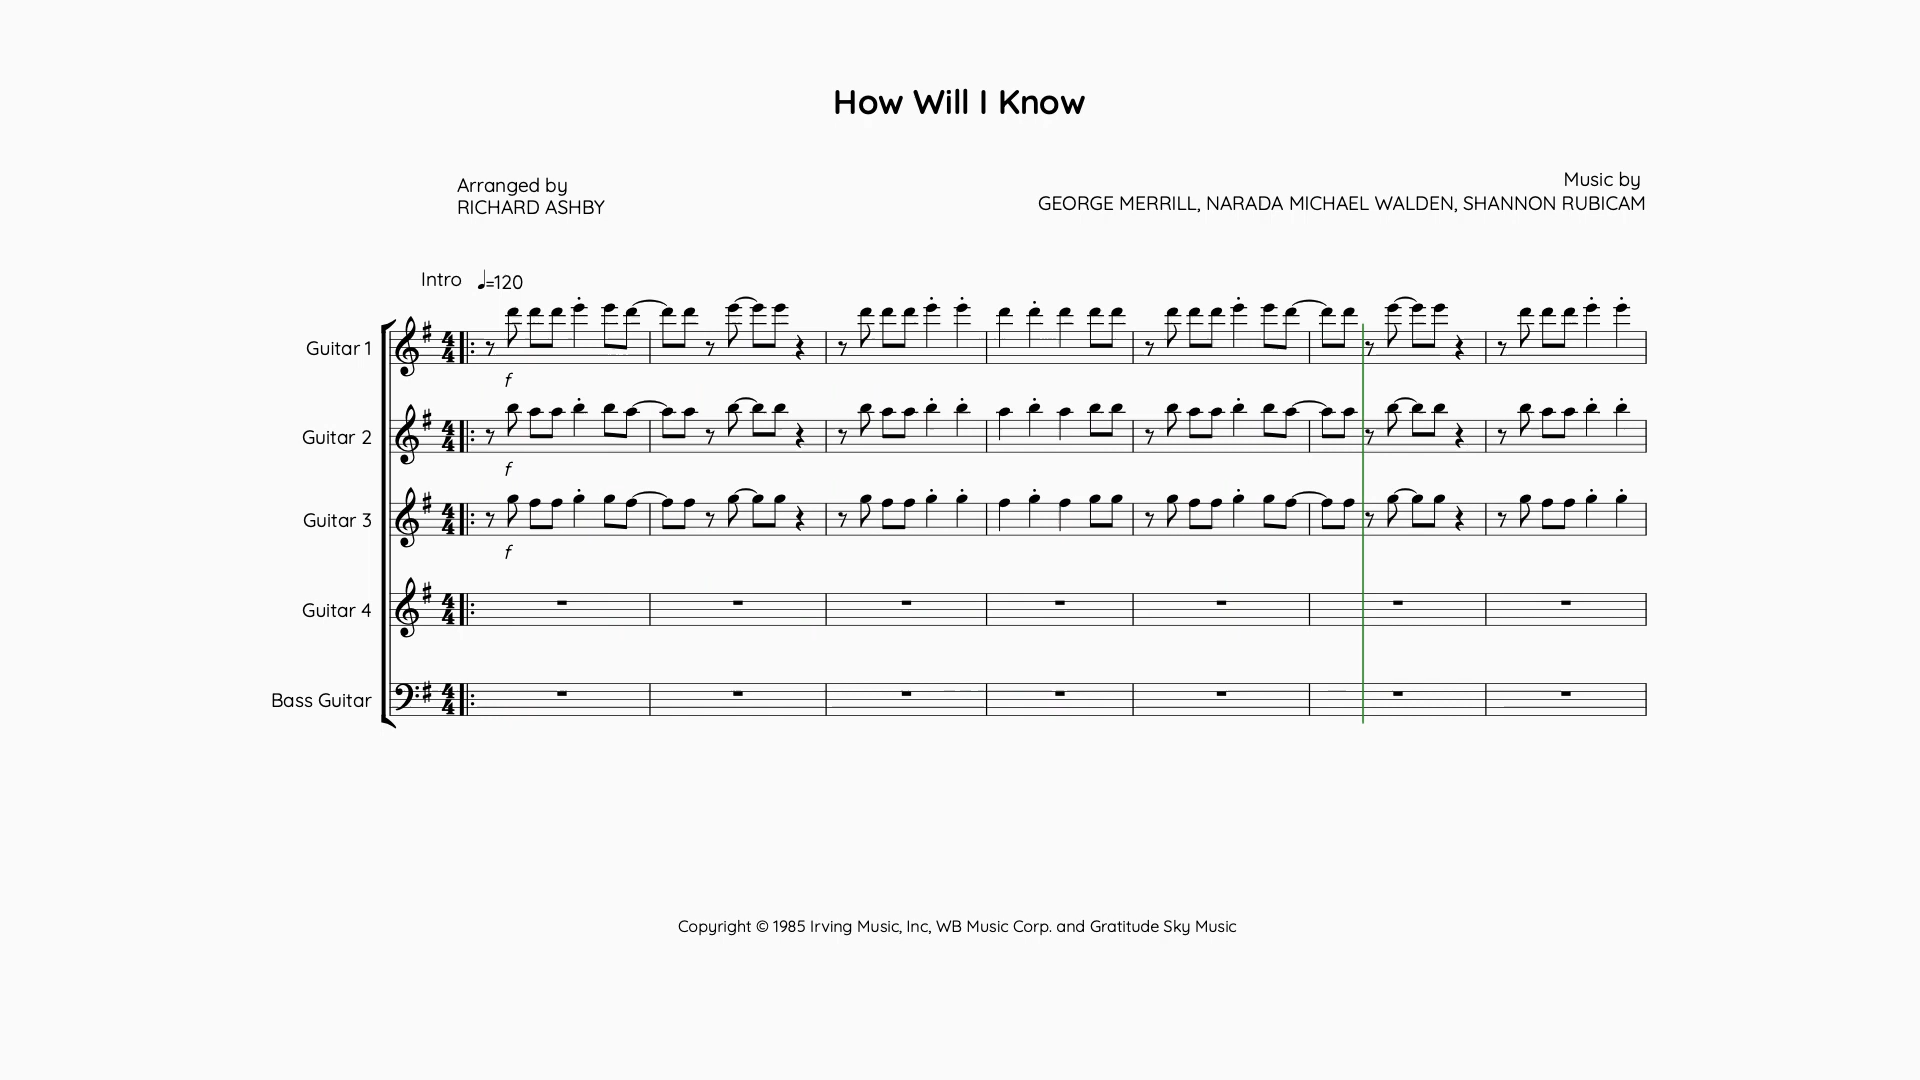 How Will I Know
Arranged by
RICHARD ASHBY
Music by
GEORGE MERRILL, NARADA MICHAEL WALDEN, SHANNON RUBICAM
Intro ♩=120
Guitar 1
f
Guitar 2
f
Guitar 3
f
Guitar 4
Bass Guitar
Copyright © 1985 Irving Music, Inc, WB Music Corp. and Gratitude Sky Music